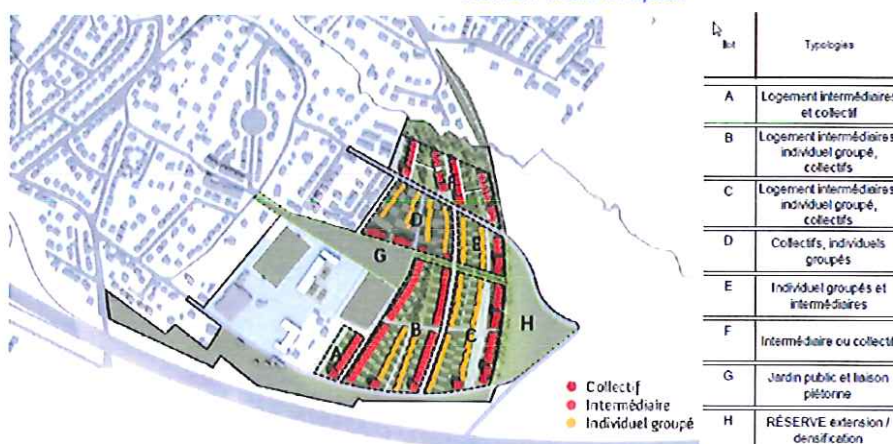 Ilot
Typologies
A
Logement intermédiaires
et collectif
B
Logement intermédiaires
individuel groupé,
collectifs
C
Logement intermédiaires
individuel groupé,
collectifs
D
Collectifs, individuels
groupés
E
Individuel groupés et
intermédiaires
F
Intermédiaire ou collectif
G
Jardin public et liaison
piétonne
H
RÉSERVE extension /
densification
F
D
E
G
B
C
A
H
Collectif
Intermédiaire
Individuel groupé